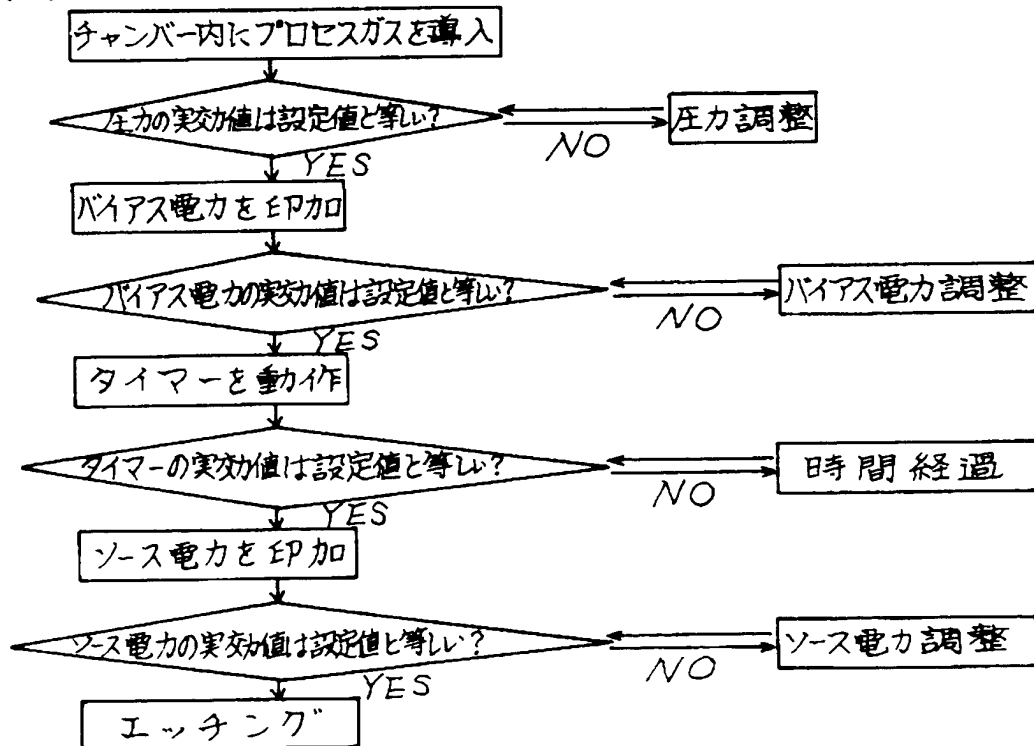 チャンバー内にプロセスガスを導入
圧力の実効値は設定値と等しい?
NO
圧力調整
YES
バイアス電力を印加
バイアス電力の実効値は設定値と等しい?
NO
バイアス電力調整
YES
タイマーを動作
タイマーの実効値は設定値と等しい?
NO
時間経過
YES
ソース電力を印加
ソース電力の実効値は設定値と等しい?
NO
ソース電力調整
YES
エッチング